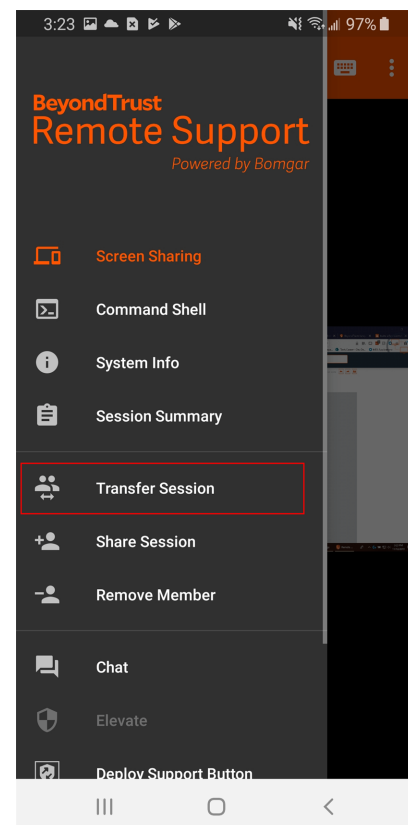 3:23
97%
BeyondTrust
Remote Support
Powered by Bomgar
Screen Sharing
Command Shell
System Info
Session Summary
Transfer Session
Share Session
Remove Member
Chat
Elevate
Deploy Support Button